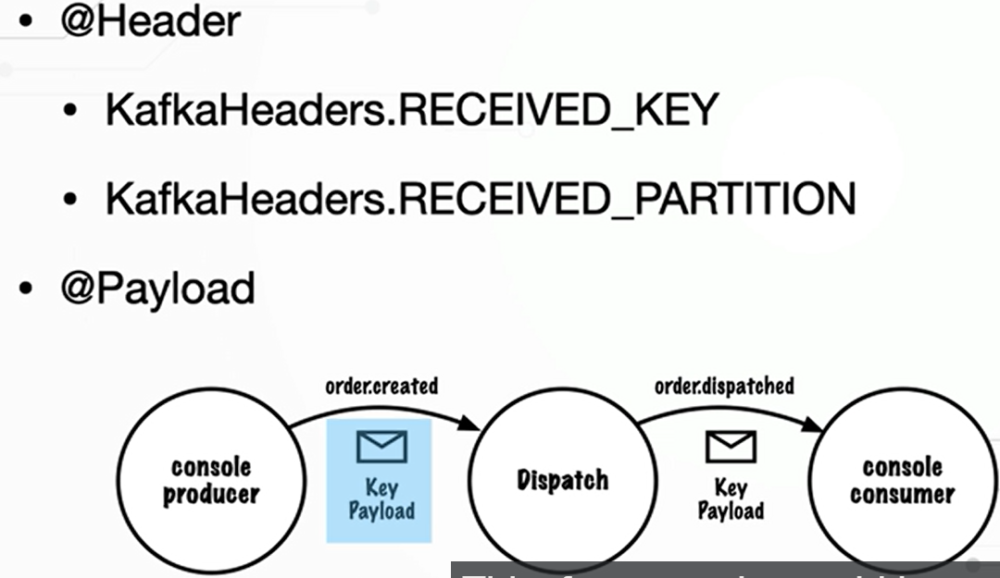 • @Header
• KafkaHeaders.RECEIVED_KEY
• KafkaHeaders.RECEIVED_PARTITION
• @Payload
order.created
order.dispatched
console
producer
Key
Payload
Dispatch
Key
Payload
console
consumer